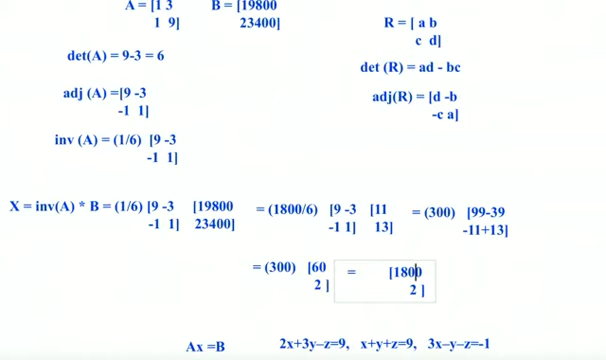 A = [1 3 B = [19800
1 9] 23400]
R = [ a b
c d]
det(A) = 9-3 = 6
det (R) = ad - bc
adj (A) =[9 -3
-1 1]
adj(R) = [d -b
-c a]
inv (A) = (1/6) [9 -3
-1 1]
X = inv(A) * B = (1/6) [9 -3 [19800 = (1800/6) [9 -3 [11 = (300) [99-39
-1 1] 23400] -1 1] 13] -11+13]
= (300) [60 = [1800
2 ] 2 ]
Ax =B 2x+3y–z=9, x+y+z=9, 3x–y–z=-1